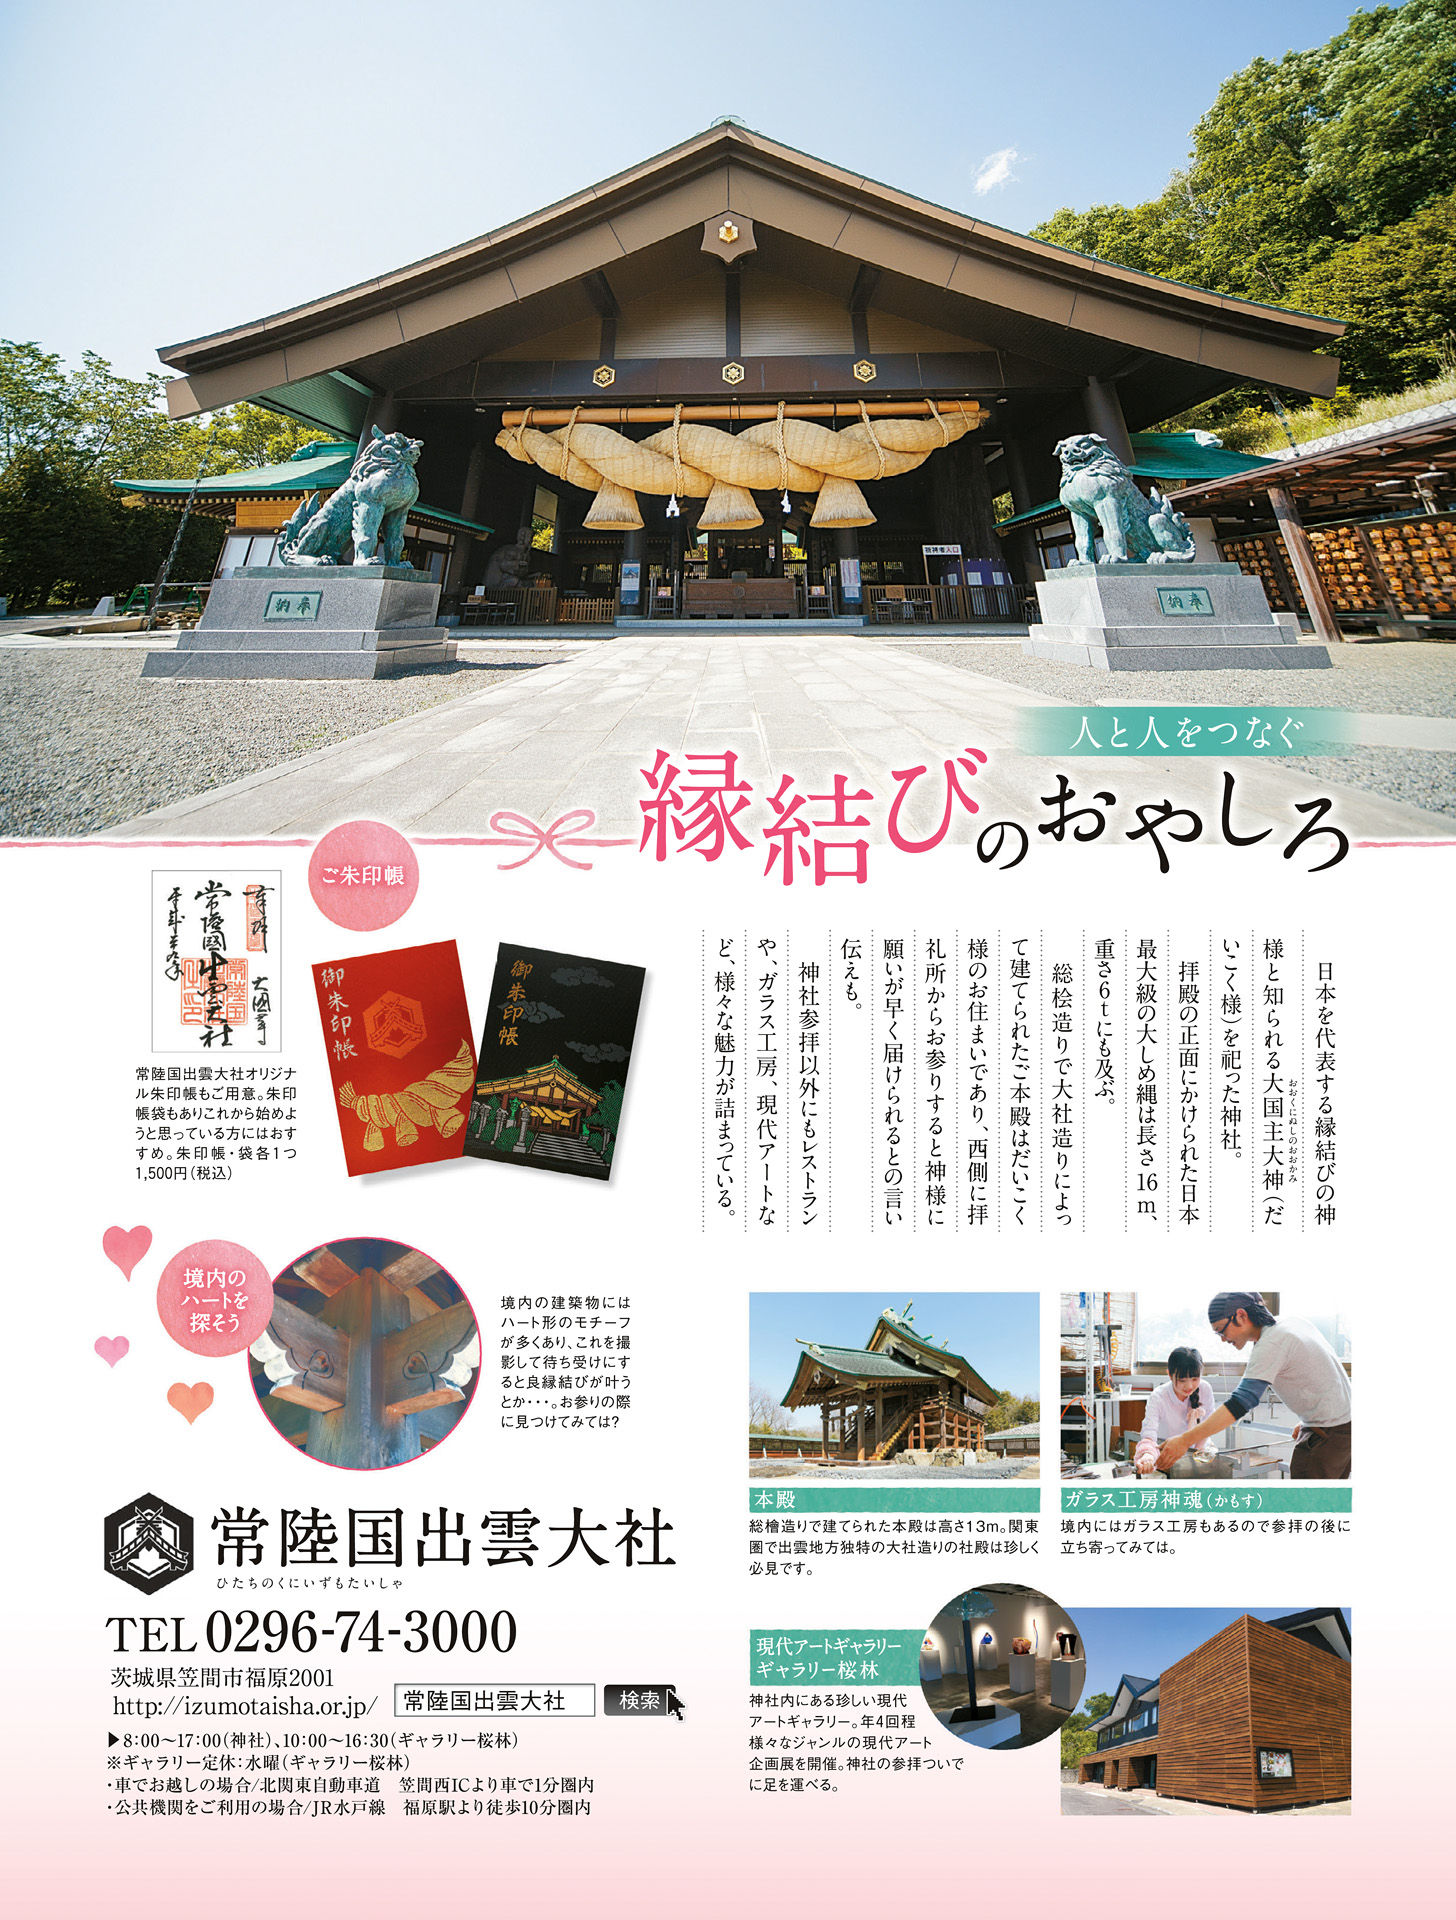 祈祷者入口
奉納
奉納
人と人をつなぐ
縁結びのおやしろ
日本を代表する縁結びの神
様と知られる大国主大神（だ
おおくにぬしのおおかみ
いこく様）を祀った神社。
拝殿の正面にかけられた日本
最大級の大しめ縄は長さ16m、
重さ6tにも及ぶ。
総桧造りで大社造りによっ
て建てられたご本殿はだいこく
様のお住まいであり、西側に拝
礼所からお参りすると神様に
願いが早く届けられるとの言い
伝えも。
神社参拝以外にもレストラン
や、ガラス工房、現代アートな
ど、様々な魅力が詰まっている。
ご朱印帳
常陸國出雲大社
御朱印帳
御朱印帳
常陸国出雲大社オリジナ
ル朱印帳もご用意。朱印
帳袋もありこれから始めよ
うと思っている方にはおす
すめ。朱印帳・袋各1つ
1,500円（税込）
境内の
ハートを
探そう
境内の建築物には
ハート形のモチーフ
が多くあり、これを撮
影して待ち受けにす
ると良縁結びが叶う
とか・・・。お参りの際
に見つけてみては？
本殿
総檜造りで建てられた本殿は高さ13m。関東
圏で出雲地方独特の大社造りの社殿は珍しく
必見です。
ガラス工房神魂（かもす）
境内にはガラス工房もあるので参拝の後に
立ち寄ってみては。
現代アートギャラリー
ギャラリー桜林
神社内にある珍しい現代
アートギャラリー。年4回程
様々なジャンルの現代アート
企画展を開催。神社の参拝ついで
に足を運べる。
常陸国出雲大社
ひたちのくにいずもたいしゃ
TEL 0296-74-3000
茨城県笠間市福原2001
http://izumotaisha.or.jp/
常陸国出雲大社 検索
▶8:00〜17:00（神社）、10:00〜16:30（ギャラリー桜林）
※ギャラリー定休：水曜（ギャラリー桜林）
・車でお越しの場合/北関東自動車道　笠間西ICより車で1分圏内
・公共機関をご利用の場合/JR水戸線　福原駅より徒歩10分圏内